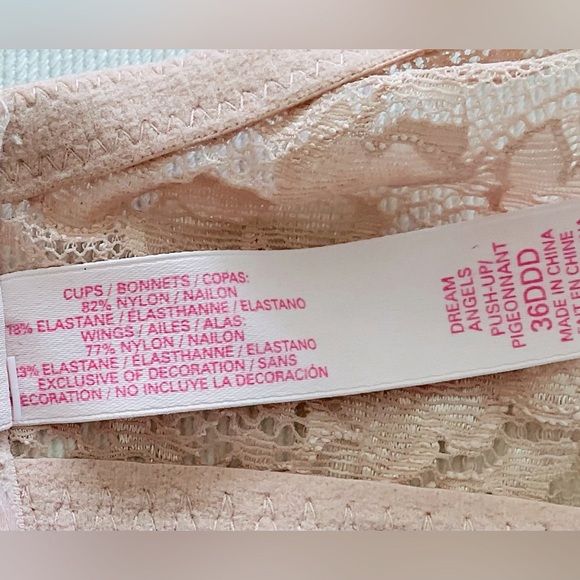 CUPS / BONNETS / COPAS:
82% NYLON / NAILON
18% ELASTANE / ÉLASTHANNE / ELASTANO
WINGS / AILES / ALAS:
77% NYLON / NAILON
3% ELASTANE / ÉLASTHANNE / ELASTANO
EXCLUSIVE OF DECORATION / SANS
ECORATION / NO INCLUYE LA DECORACIÓN
DREAM
ANGELS
PUSH-UP/
PIGEONNANT
36DDD
MADE IN CHINA
EN CHINE